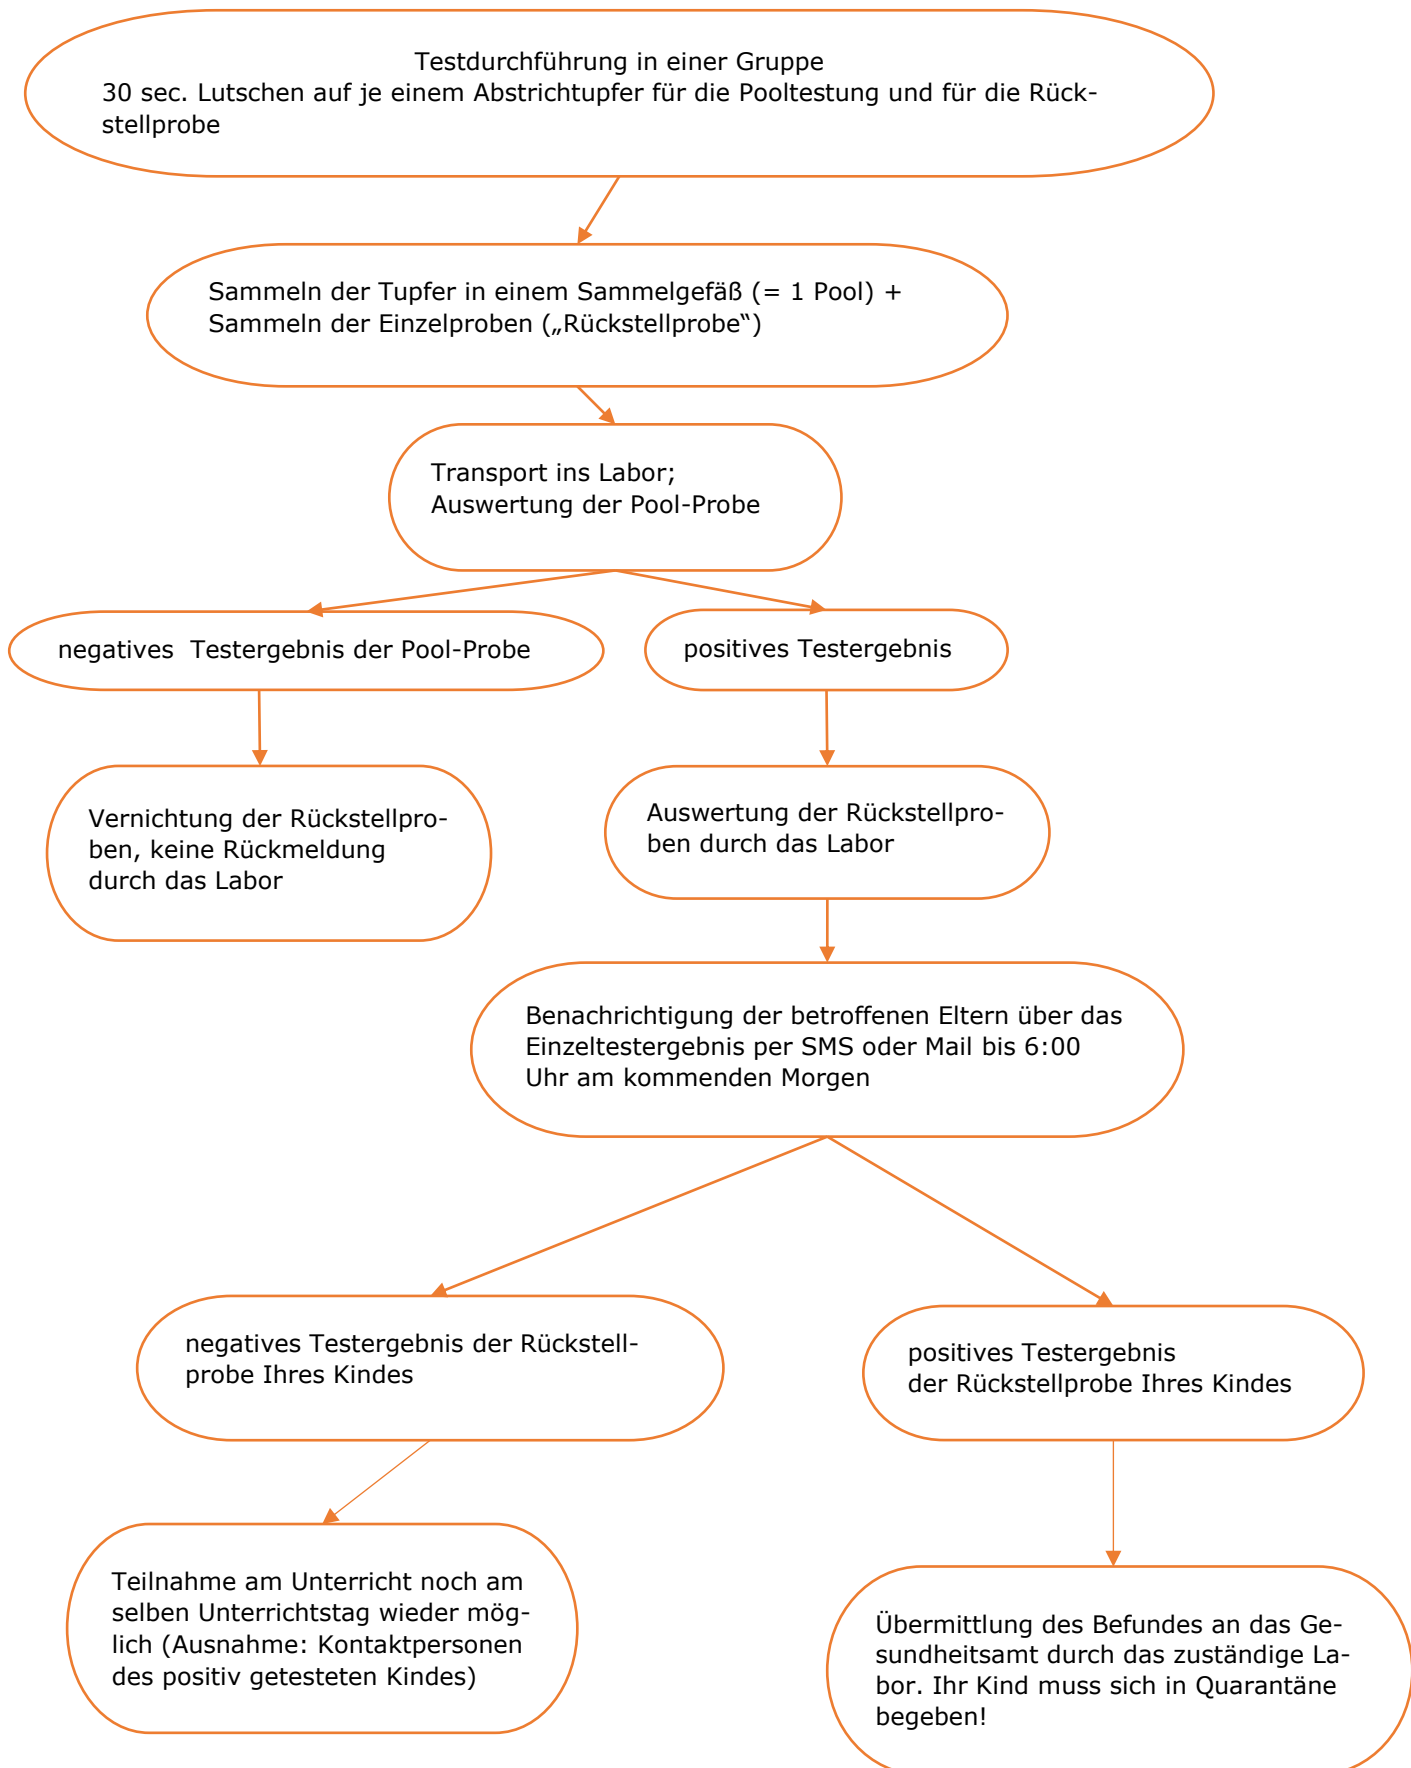 Testdurchführung in einer Gruppe
30 sec. Lutschen auf je einem Abstrichtupfer für die Pooltestung und für die Rück-
stellprobe
Sammeln der Tupfer in einem Sammelgefäß (= 1 Pool) +
Sammeln der Einzelproben („Rückstellprobe“)
Transport ins Labor;
Auswertung der Pool-Probe
negatives  Testergebnis der Pool-Probe
positives Testergebnis
Vernichtung der Rückstellpro-
ben, keine Rückmeldung
durch das Labor
Auswertung der Rückstellpro-
ben durch das Labor
Benachrichtigung der betroffenen Eltern über das
Einzeltestergebnis per SMS oder Mail bis 6:00
Uhr am kommenden Morgen
negatives Testergebnis der Rückstell-
probe Ihres Kindes
positives Testergebnis
der Rückstellprobe Ihres Kindes
Teilnahme am Unterricht noch am
selben Unterrichtstag wieder mög-
lich (Ausnahme: Kontaktpersonen
des positiv getesteten Kindes)
Übermittlung des Befundes an das Ge-
sundheitsamt durch das zuständige La-
bor. Ihr Kind muss sich in Quarantäne
begeben!